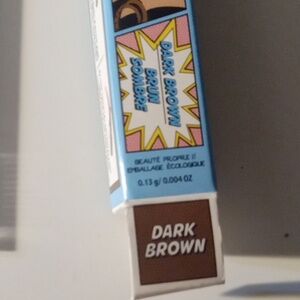 DARK BROWN
BRUN
SOMBRE
BEAUTÉ PROPRE //
EMBALLAGE ÉCOLOGIQUE
0.13 g/ 0.004 OZ
DARK
BROWN